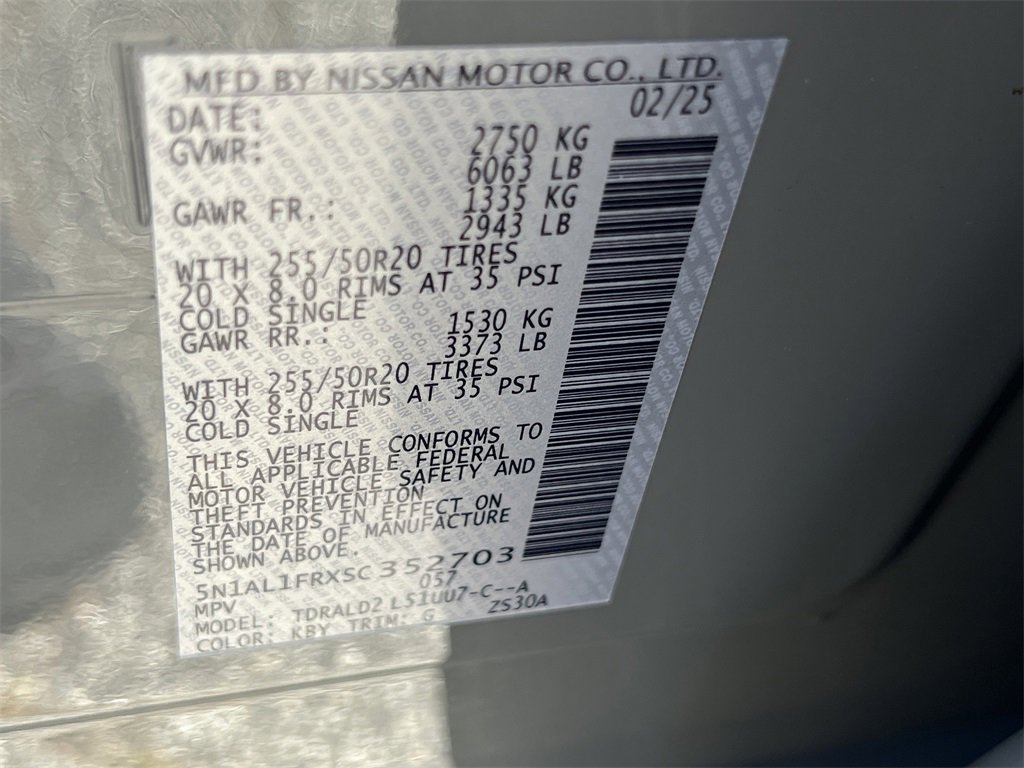 MFD BY NISSAN MOTOR CO., LTD.
DATE: 02/25
GVWR: 2750 KG
6063 LB
GAWR FR.: 1335 KG
2943 LB
WITH 255/50R20 TIRES
20 X 8.0 RIMS AT 35 PSI
COLD SINGLE
GAWR RR.: 1530 KG
3373 LB
WITH 255/50R20 TIRES
20 X 8.0 RIMS AT 35 PSI
COLD SINGLE
THIS VEHICLE CONFORMS TO
ALL APPLICABLE FEDERAL
MOTOR VEHICLE SAFETY AND
THEFT PREVENTION
STANDARDS IN EFFECT ON
THE DATE OF MANUFACTURE
SHOWN ABOVE.
5N1AL1FRXSC352703
MPV 057
MODEL: TDRALD2 L51UU7-C--A
COLOR: KBY TRIM: G ZS30A